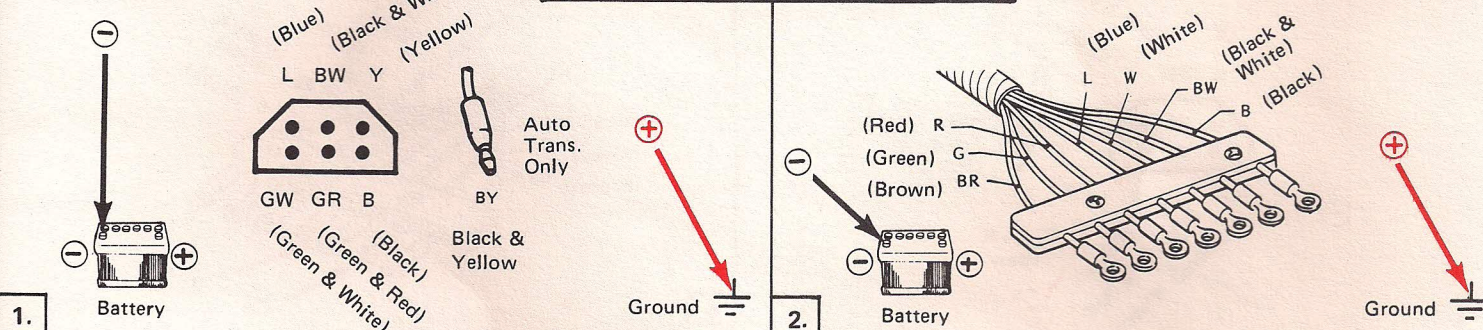 (Blue)
(Black &
(Yellow)
L BW Y
Auto
Trans.
Only
GW GR B
BY
(Green & White)
(Green & Red)
(Black)
Black &
Yellow
⊖
⊕
⊖ ⊕
Battery
Ground
1.
(Blue)
(White)
(Black &
White)
(Black)
L W BW B
(Red) R
(Green) G
(Brown) BR
⊖
⊕
⊖ ⊕
Battery
Ground
2.